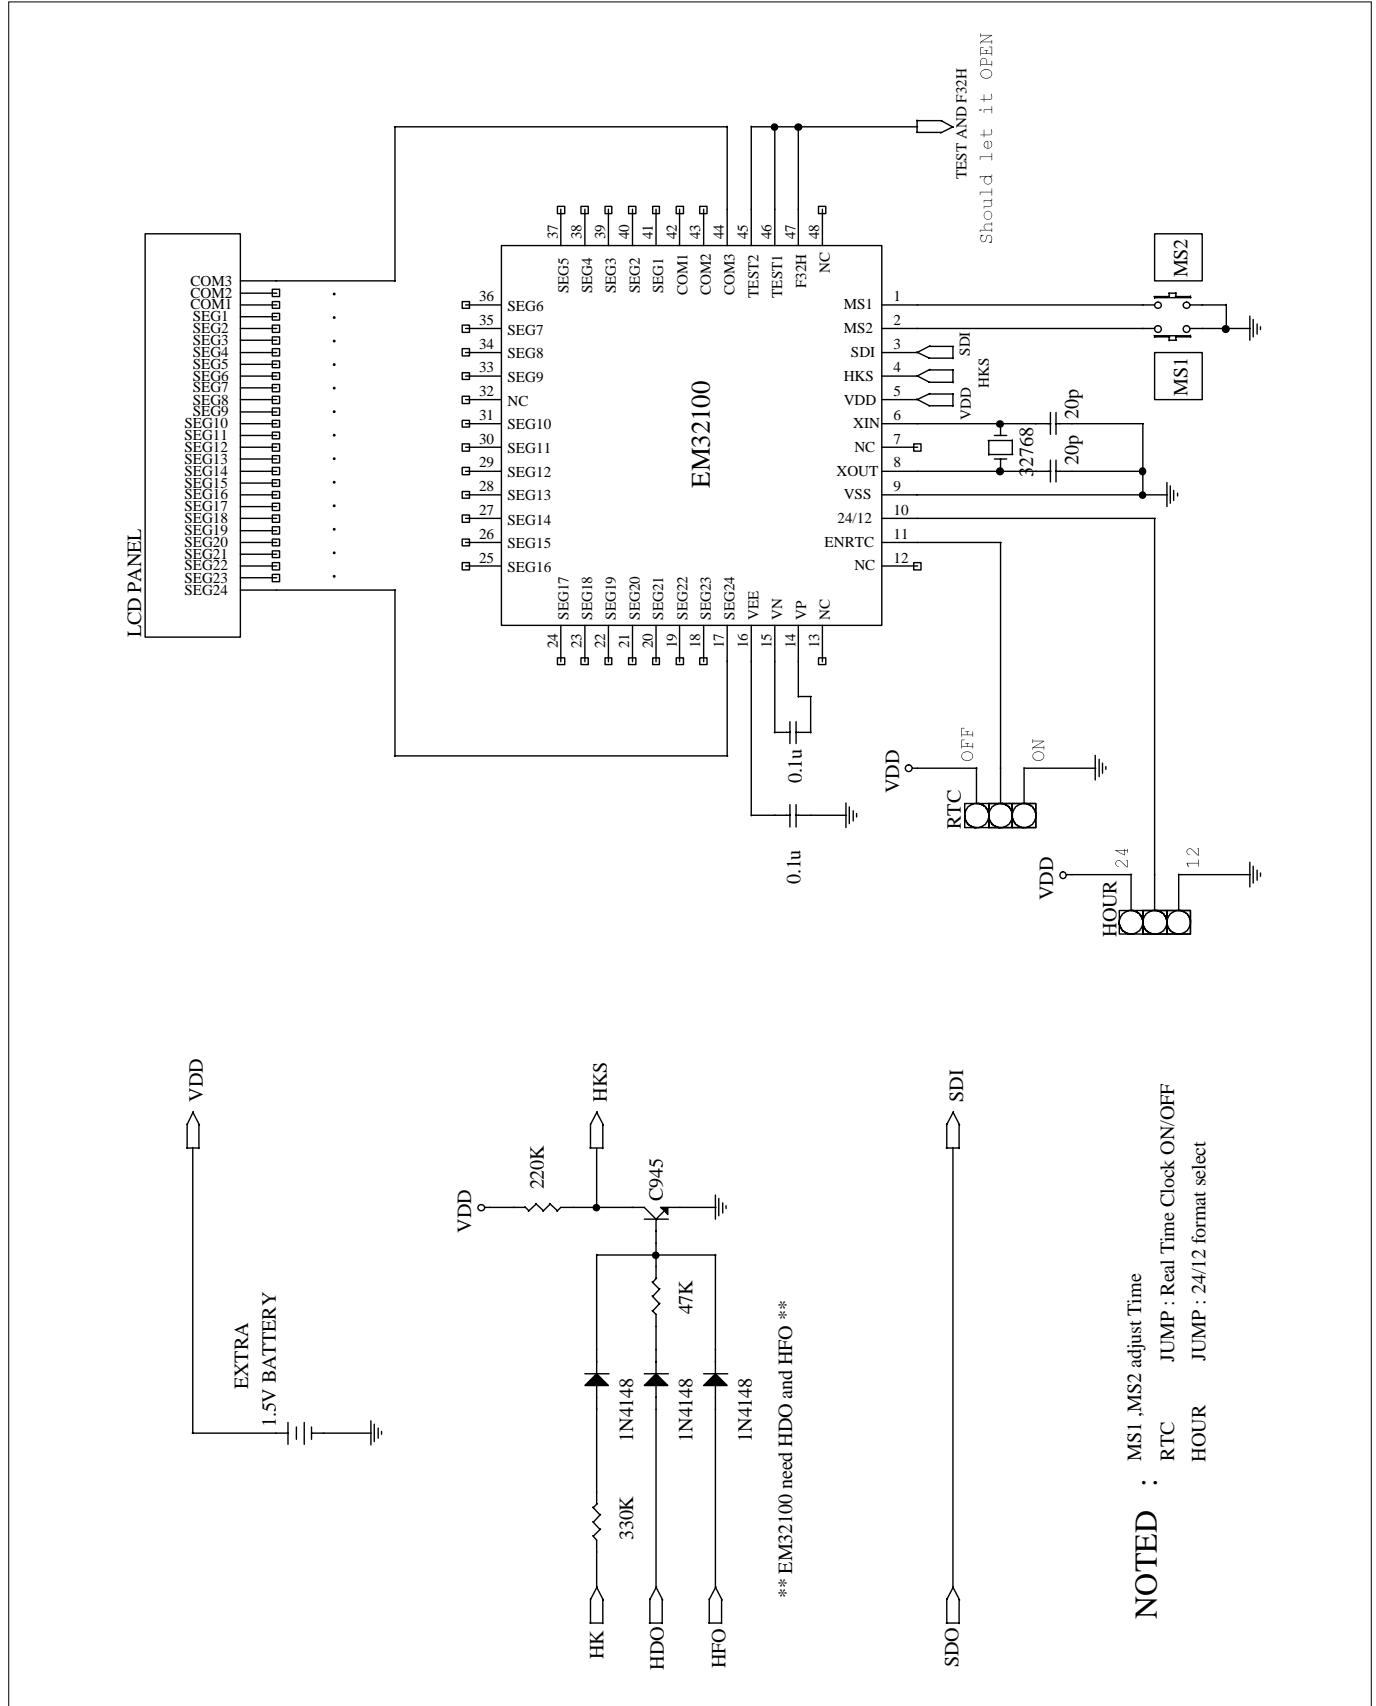 LCD PANEL
COM3
COM2
COM1
SEG1
SEG2
SEG3
SEG4
SEG5
SEG6
SEG7
SEG8
SEG9
SEG10
SEG11
SEG12
SEG13
SEG14
SEG15
SEG16
SEG17
SEG18
SEG19
SEG20
SEG21
SEG22
SEG23
SEG24
EM32100
37 SEG5
38 SEG4
39 SEG3
40 SEG2
41 SEG1
42 COM1
43 COM2
44 COM3
45 TEST2
46 TEST1
47 F32H
48 NC
36 SEG6
35 SEG7
34 SEG8
33 SEG9
32 NC
31 SEG10
30 SEG11
29 SEG12
28 SEG13
27 SEG14
26 SEG15
25 SEG16
24 SEG17
23 SEG18
22 SEG19
21 SEG20
20 SEG21
19 SEG22
18 SEG23
17 SEG24
16 VEE
15 VN
14 VP
13 NC
MS1 1
MS2 2
SDI 3
HKS 4
VDD 5
XIN 6
NC 7
XOUT 8
VSS 9
24/12 10
ENRTC 11
NC 12
TEST AND F32H
Should let it OPEN
MS2
MS1
SDI
HKS
VDD
20p
32768
20p
0.1u
0.1u
VDD
OFF
RTC
ON
VDD
24
HOUR
12
VDD
EXTRA
1.5V BATTERY
HKS
220K
VDD
C945
47K
1N4148
1N4148
1N4148
330K
HK
HDO
HFO
** EM32100 need HDO and HFO **
SDI
SDO
NOTED :
MS1 ,MS2 adjust Time
RTC JUMP : Real Time Clock ON/OFF
HOUR JUMP : 24/12 format select